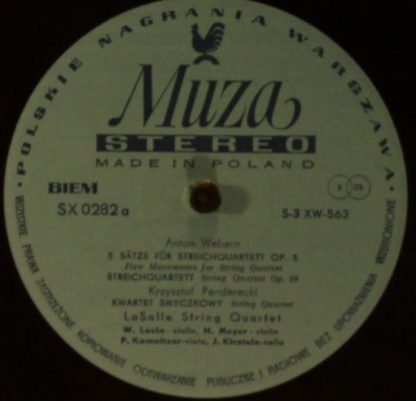 • POLSKIE NAGRANIA WARSZAWA •
Muza
STEREO
MADE IN POLAND
BIEM
SX 0282 a
S-3 XW-563
Anton Webern
5 SÄTZE FÜR STREICHQUARTETT OP. 5
Five Movements for String Quartet
STREICHQUARTETT String Quartet Op. 28
Krzysztof Penderecki
KWARTET SMYCZKOWY String Quartet
LaSalle String Quartet
W. Levin-violin, H. Meyer-violin
P. Kamnitzer-viola, J. Kirstein-cello
WSZYSTKIE PRAWA ZASTRZEŻONE KOPIOWANIE ODTWARZANIE PUBLICZNE I RADIOWE BEZ UPOWAŻNIENIA WZBRONIONE